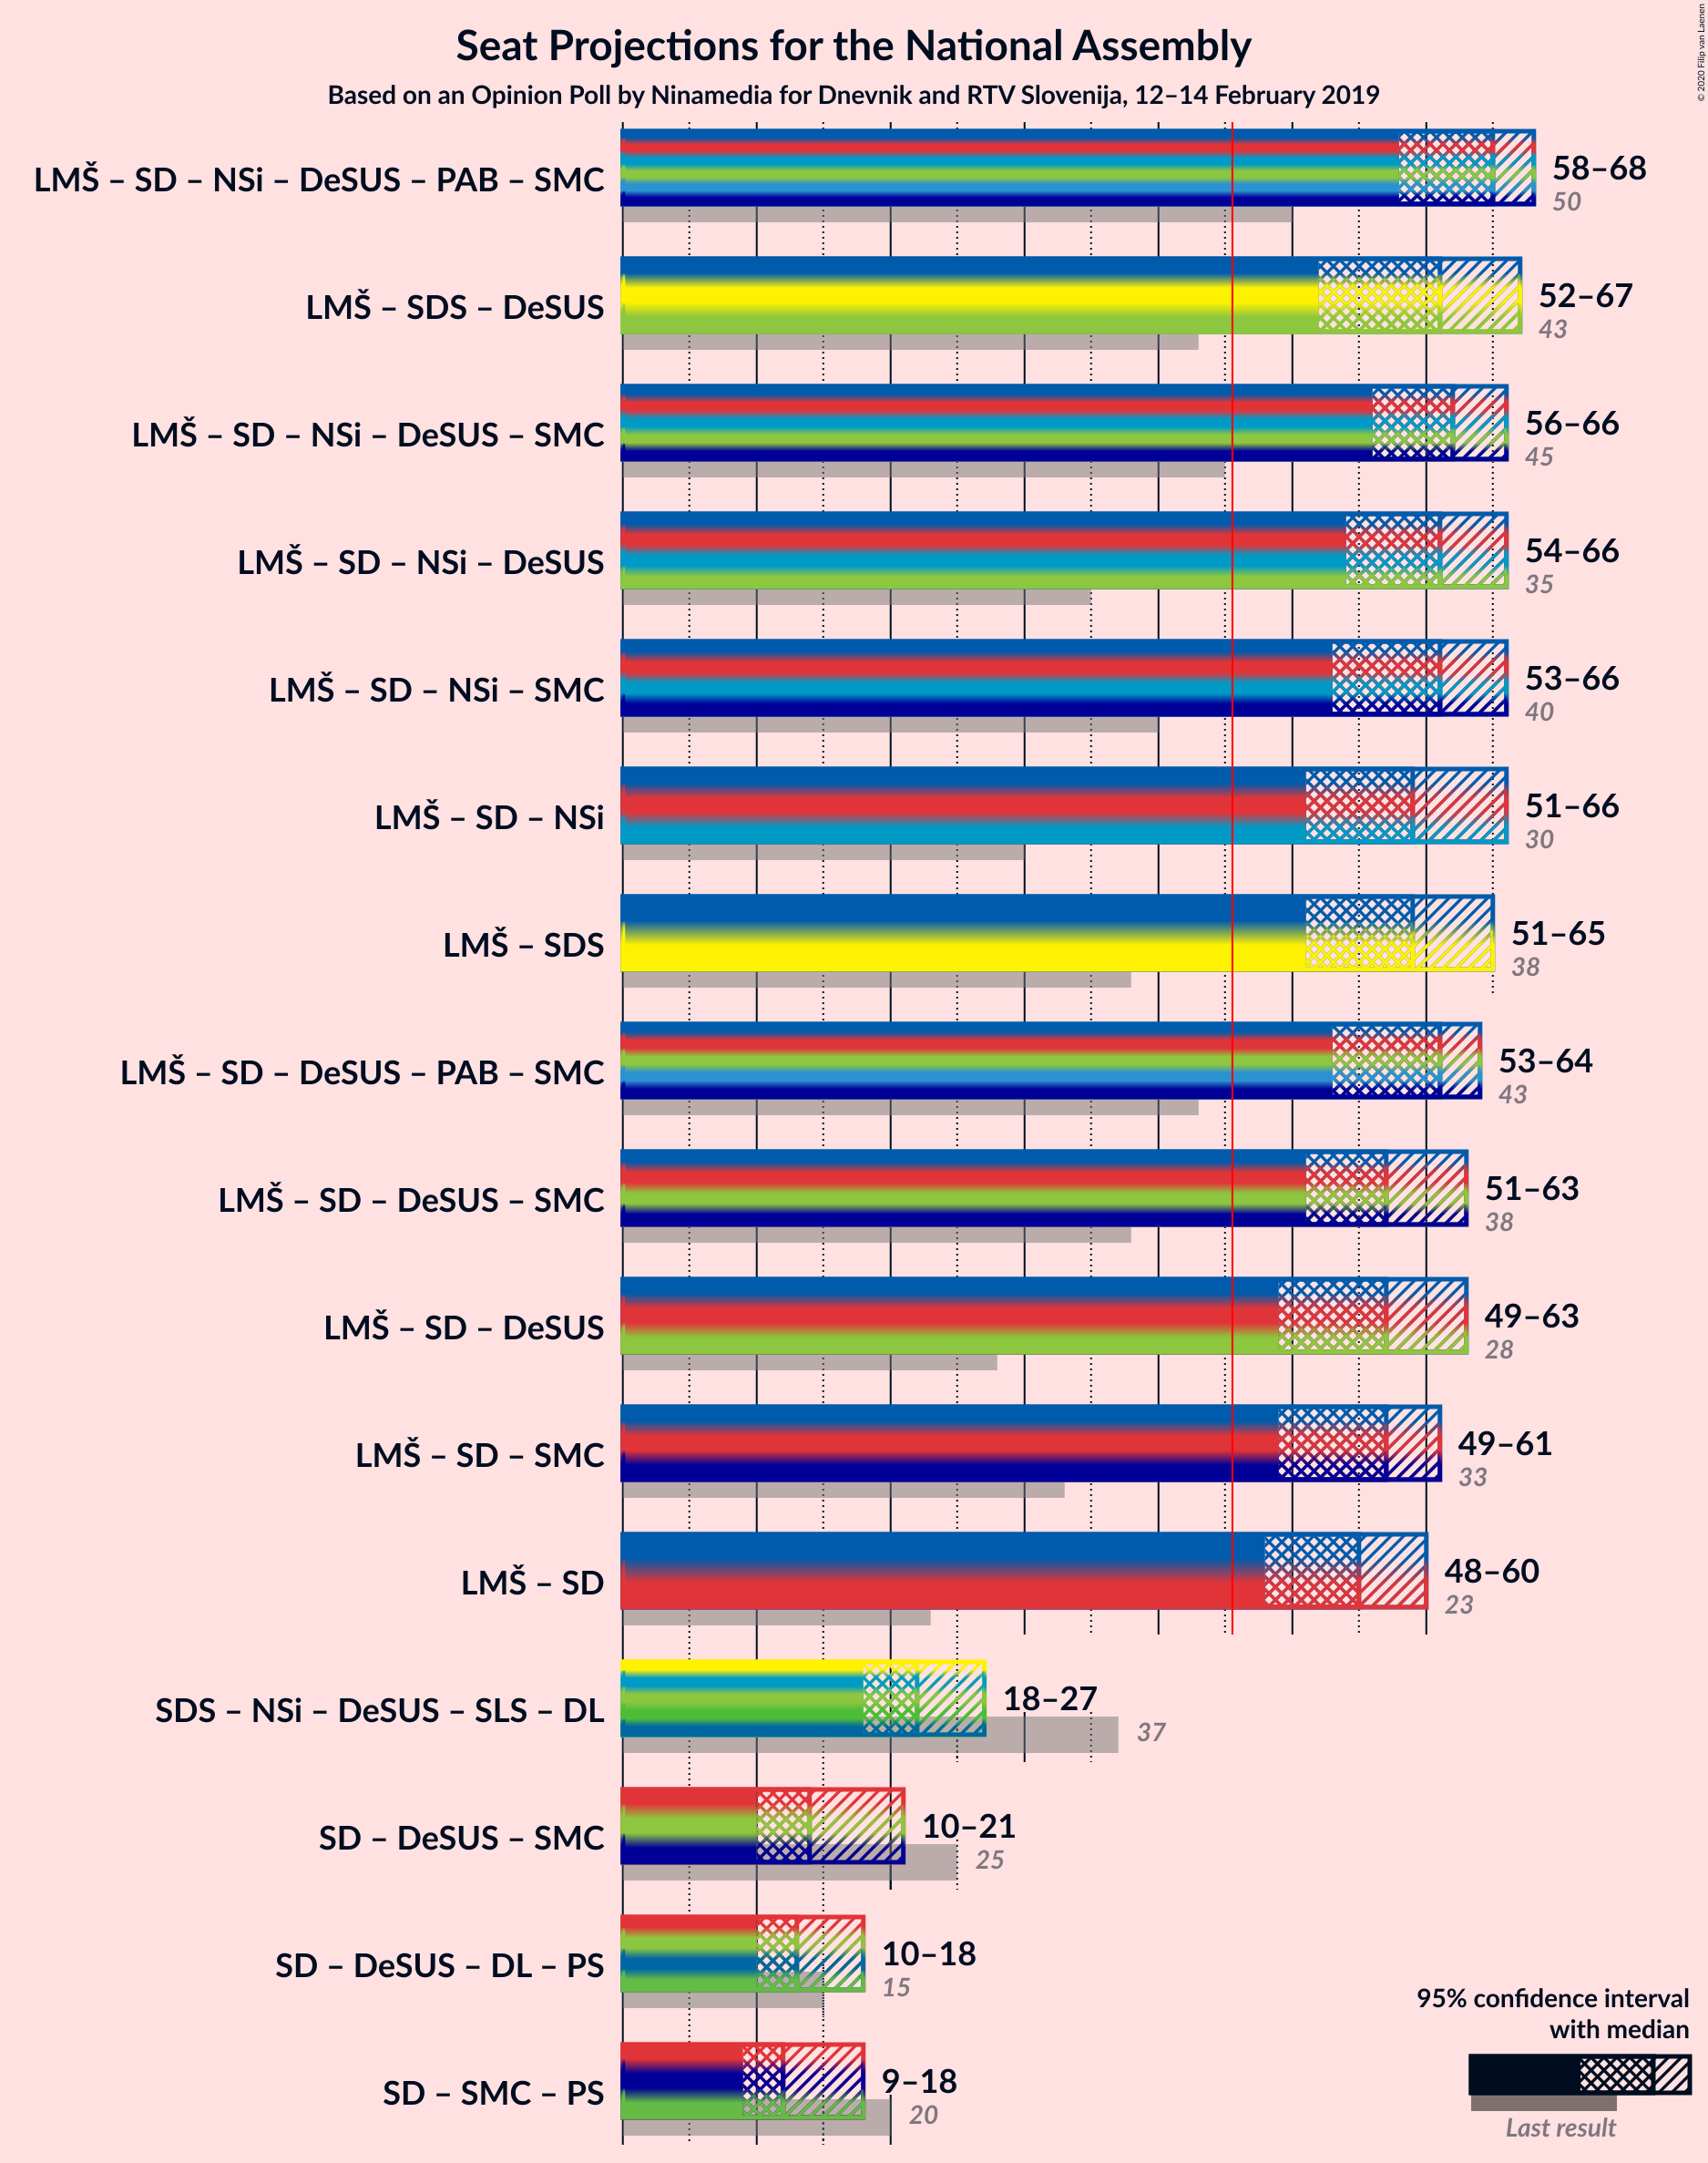 Seat Projections for the National Assembly
Based on an Opinion Poll by Ninamedia for Dnevnik and RTV Slovenija, 12–14 February 2019
© 2020 Filip van Laenen
LMŠ – SD – NSi – DeSUS – PAB – SMC
58–68
50
LMŠ – SDS – DeSUS
52–67
43
LMŠ – SD – NSi – DeSUS – SMC
56–66
45
LMŠ – SD – NSi – DeSUS
54–66
35
LMŠ – SD – NSi – SMC
53–66
40
LMŠ – SD – NSi
51–66
30
LMŠ – SDS
51–65
38
LMŠ – SD – DeSUS – PAB – SMC
53–64
43
LMŠ – SD – DeSUS – SMC
51–63
38
LMŠ – SD – DeSUS
49–63
28
LMŠ – SD – SMC
49–61
33
LMŠ – SD
48–60
23
SDS – NSi – DeSUS – SLS – DL
18–27
37
SD – DeSUS – SMC
10–21
25
SD – DeSUS – DL – PS
10–18
15
SD – SMC – PS
9–18
20
95% confidence interval
with median
Last result